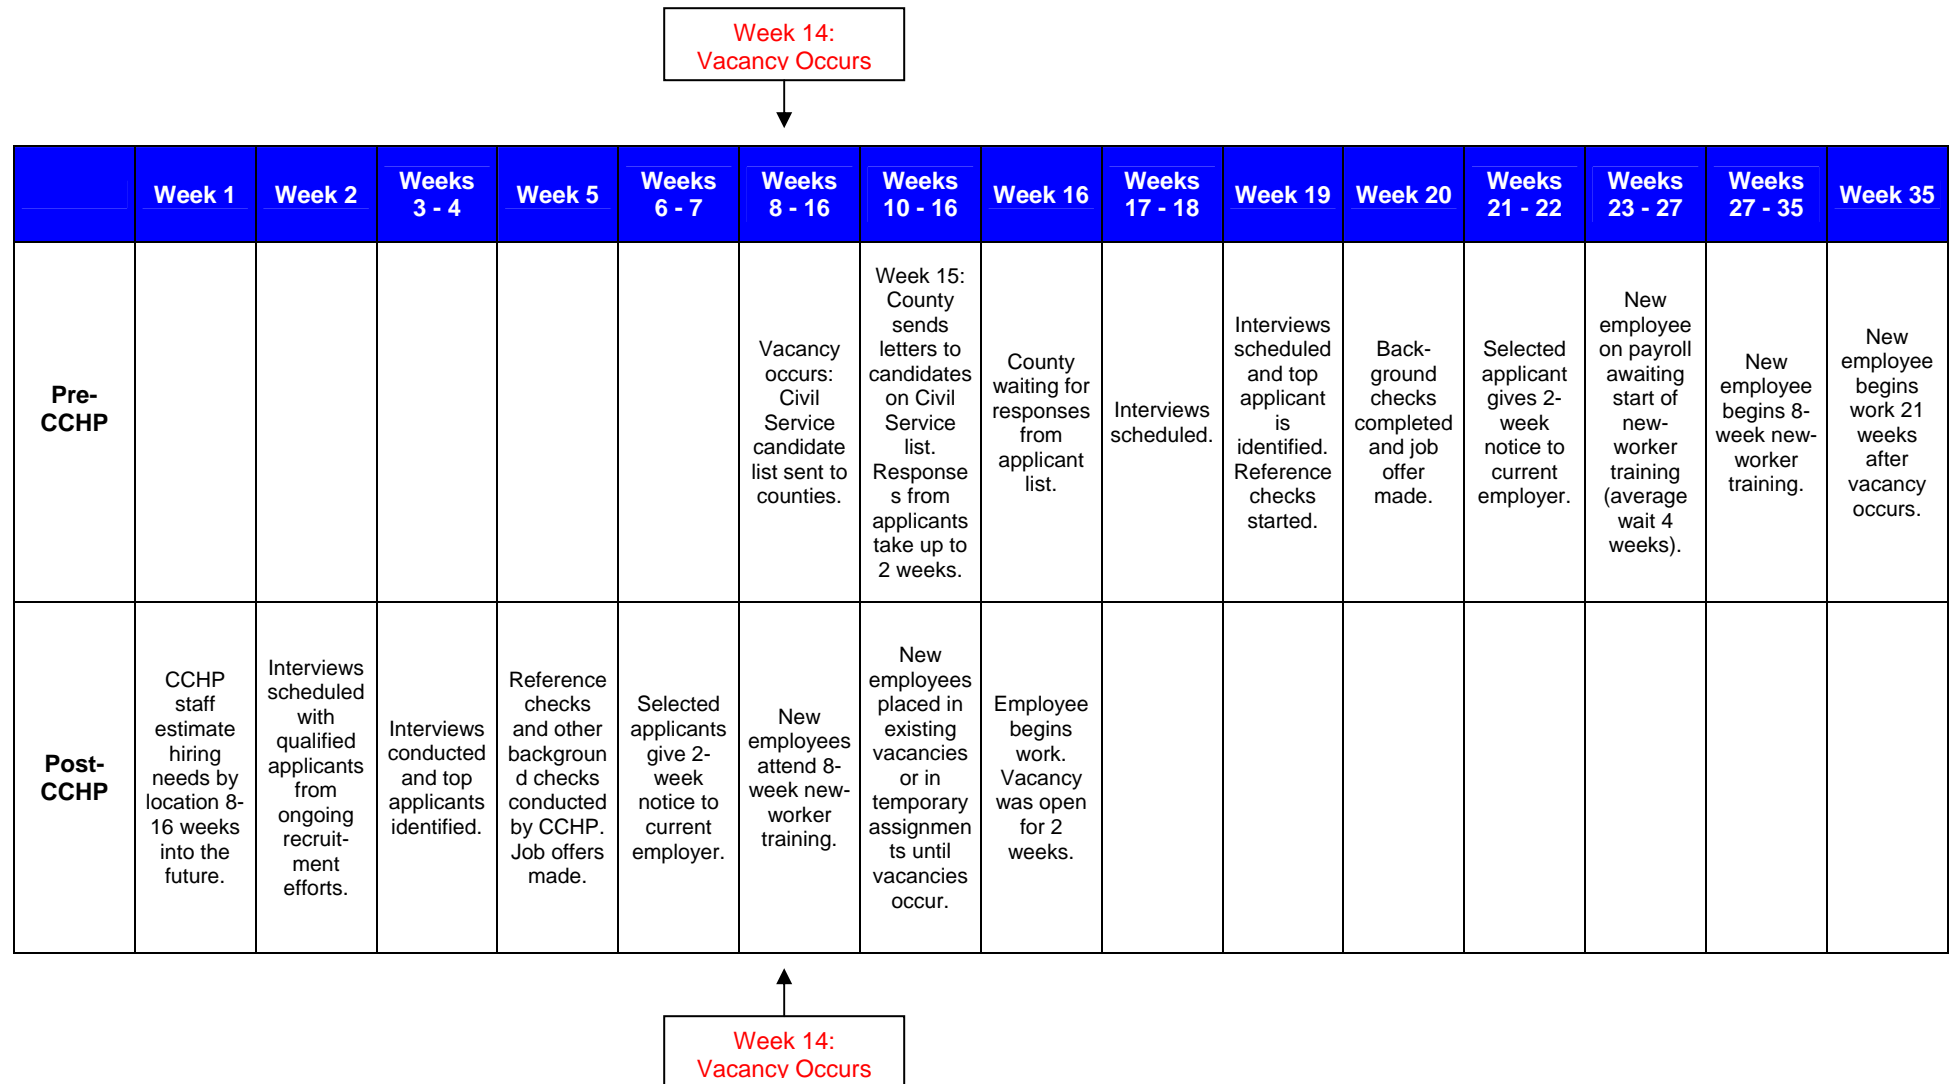 Week 14:
Vacancy Occurs
Week 1
Week 2
Weeks
3 - 4
Week 5
Weeks
6 - 7
Weeks
8 - 16
Weeks
10 - 16
Week 16
Weeks
17 - 18
Week 19
Week 20
Weeks
21 - 22
Weeks
23 - 27
Weeks
27 - 35
Week 35
Pre-
CCHP
Vacancy
occurs:
Civil
Service
candidate
list sent to
counties.
Week 15:
County
sends
letters to
candidates
on Civil
Service
list.
Response
s from
applicants
take up to
2 weeks.
County
waiting for
responses
from
applicant
list.
Interviews
scheduled.
Interviews
scheduled
and top
applicant
is
identified.
Reference
checks
started.
Back-
ground
checks
completed
and job
offer
made.
Selected
applicant
gives 2-
week
notice to
current
employer.
New
employee
on payroll
awaiting
start of
new-
worker
training
(average
wait 4
weeks).
New
employee
begins 8-
week new-
worker
training.
New
employee
begins
work 21
weeks
after
vacancy
occurs.
Post-
CCHP
CCHP
staff
estimate
hiring
needs by
location 8-
16 weeks
into the
future.
Interviews
scheduled
with
qualified
applicants
from
ongoing
recruit-
ment
efforts.
Interviews
conducted
and top
applicants
identified.
Reference
checks
and other
backgroun
d checks
conducted
by CCHP.
Job offers
made.
Selected
applicants
give 2-
week
notice to
current
employer.
New
employees
attend 8-
week new-
worker
training.
New
employees
placed in
existing
vacancies
or in
temporary
assignmen
ts until
vacancies
occur.
Employee
begins
work.
Vacancy
was open
for 2
weeks.
Week 14:
Vacancy Occurs